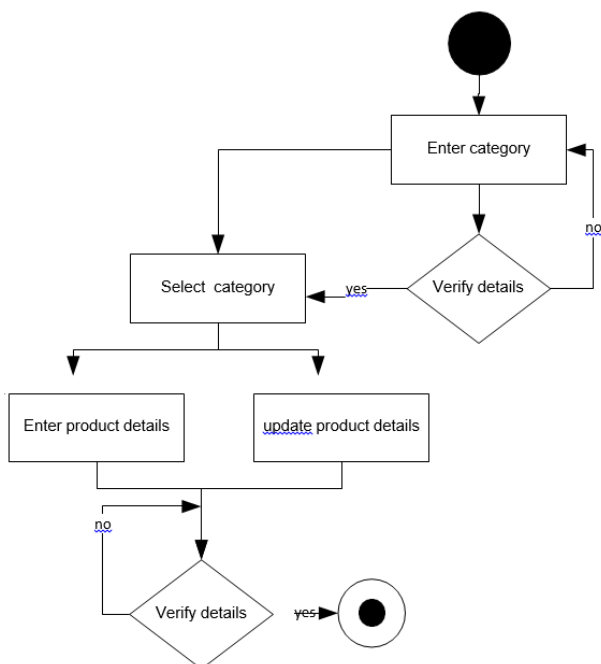 Enter category
no
Select category
yes
Verify details
Enter product details
update product details
no
Verify details
yes